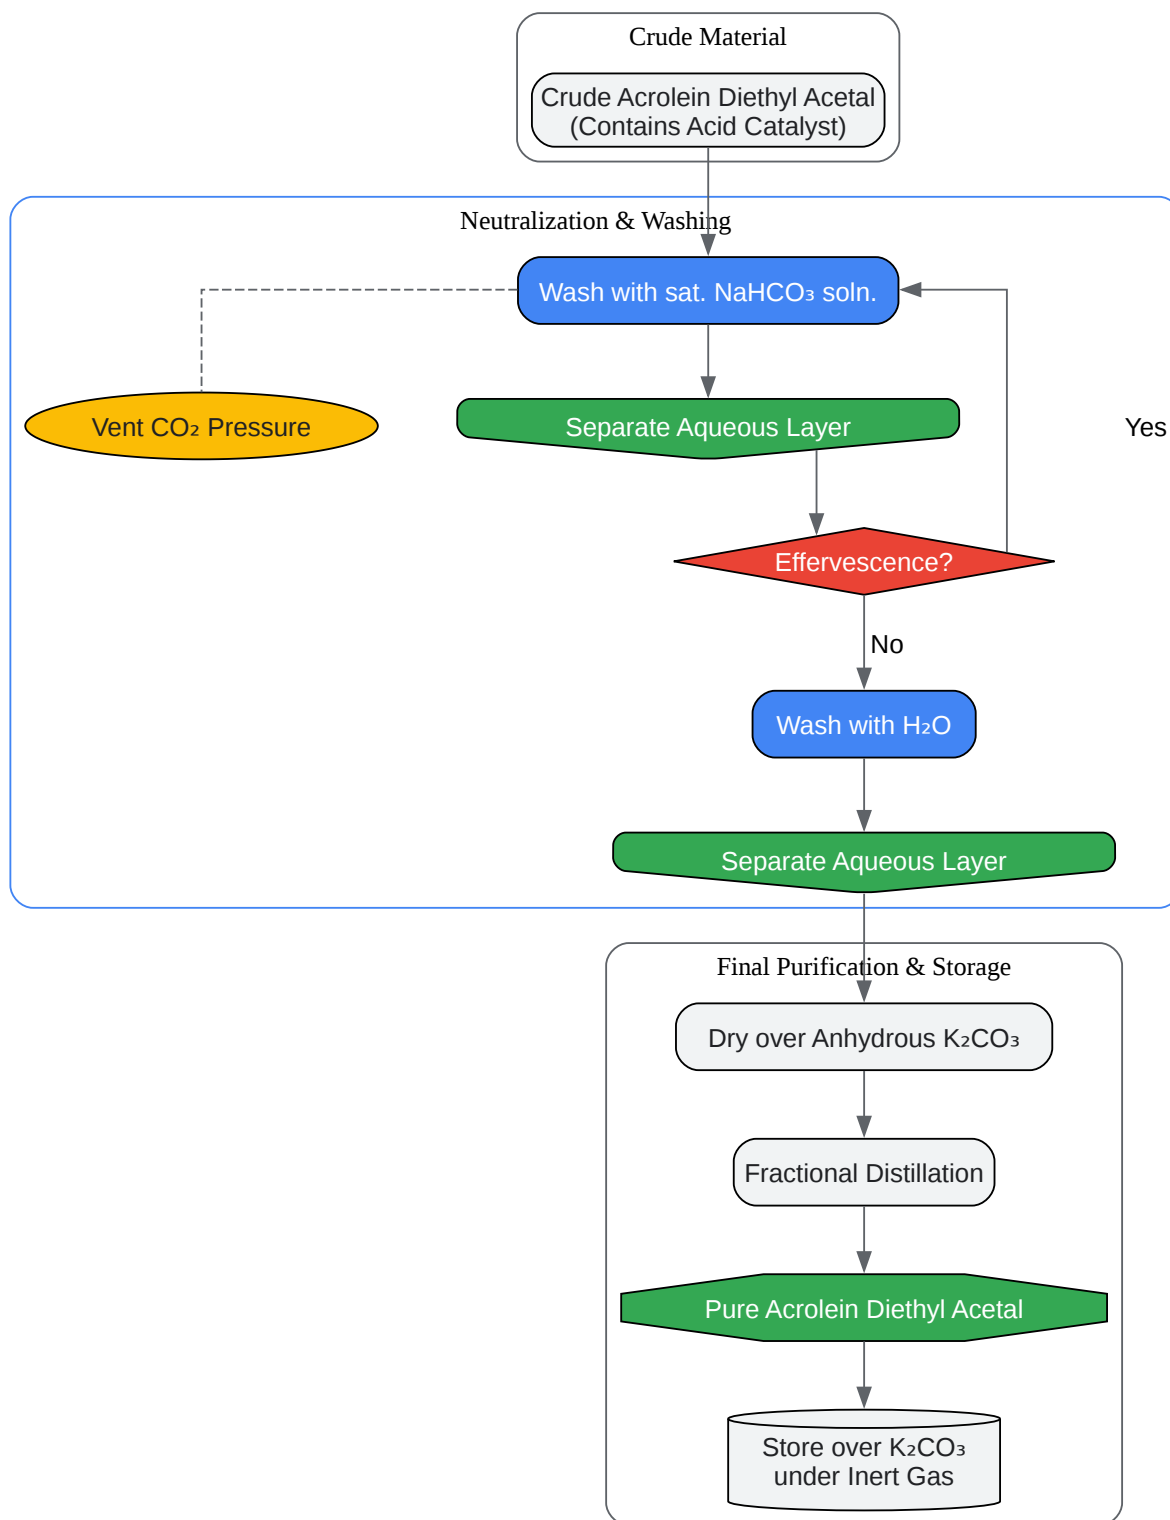 Crude Material
Crude Acrolein Diethyl Acetal
(Contains Acid Catalyst)
Neutralization & Washing
Wash with sat. NaHCO₃ soln.
Vent CO₂ Pressure
Separate Aqueous Layer
Yes
Effervescence?
No
Wash with H₂O
Separate Aqueous Layer
Final Purification & Storage
Dry over Anhydrous K₂CO₃
Fractional Distillation
Pure Acrolein Diethyl Acetal
Store over K₂CO₃
under Inert Gas